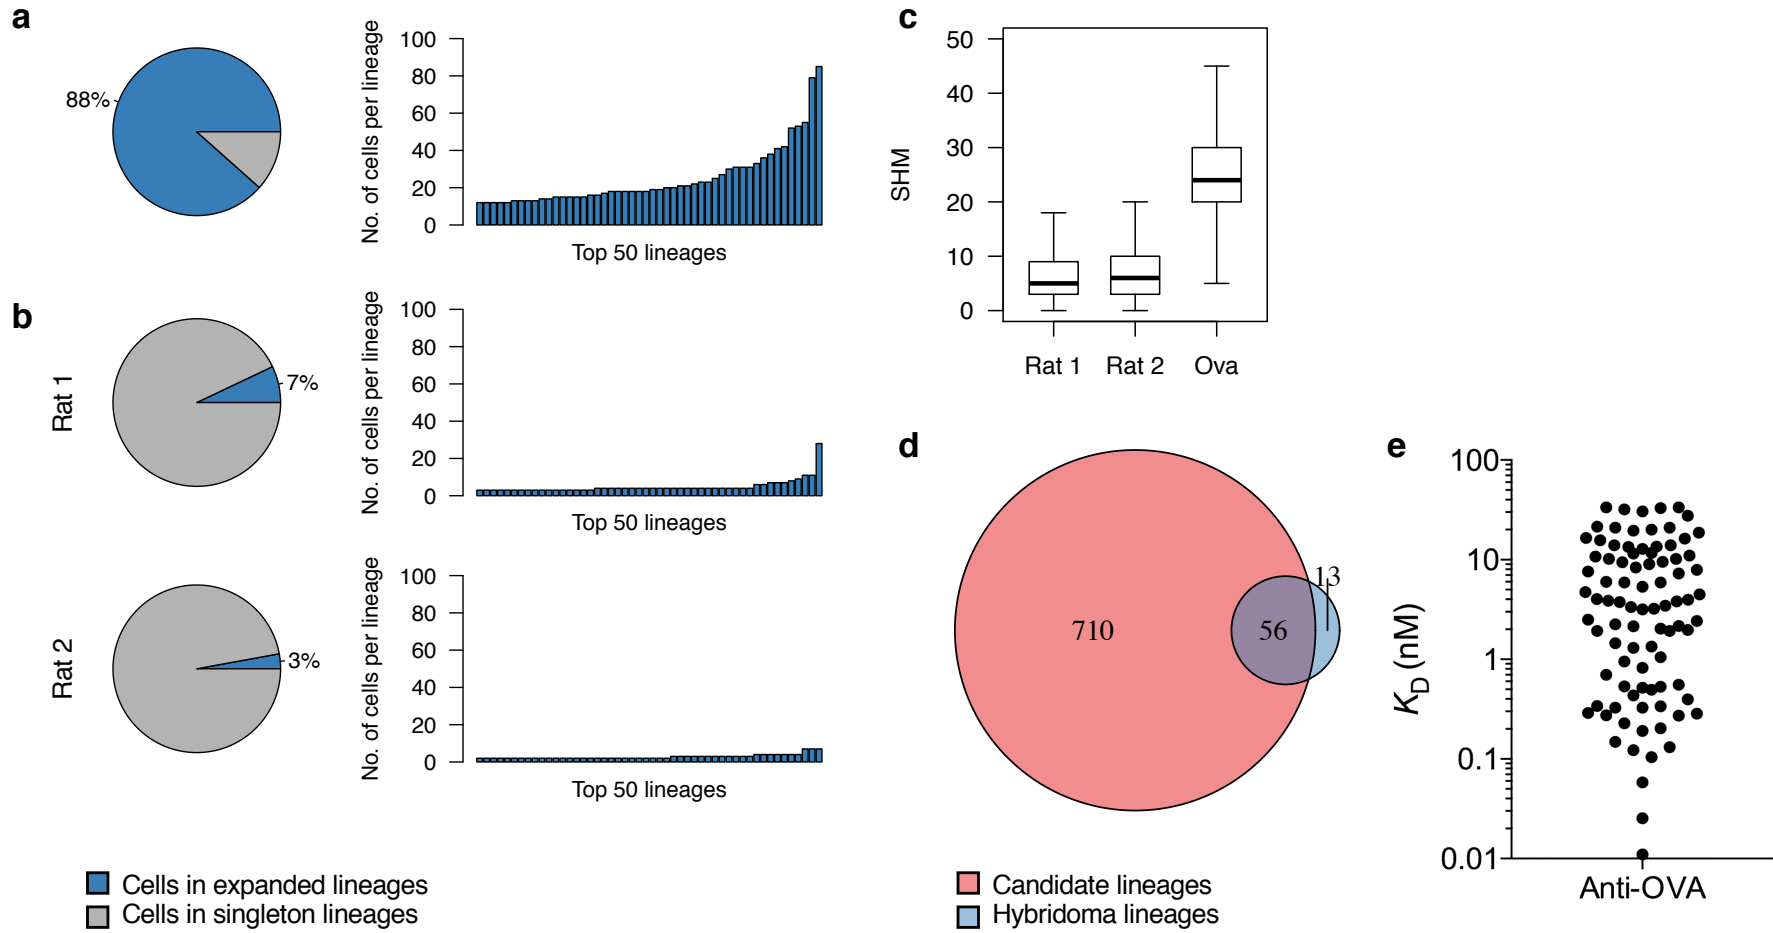 a
88%
No. of cells per lineage
100
80
60
40
20
0
Top 50 lineages
b
Rat 1
7%
No. of cells per lineage
100
80
60
40
20
0
Top 50 lineages
Rat 2
3%
No. of cells per lineage
100
80
60
40
20
0
Top 50 lineages
Cells in expanded lineages
Cells in singleton lineages
c
SHM
50
40
30
20
10
0
Rat 1 Rat 2 Ova
d
710
56
13
Candidate lineages
Hybridoma lineages
e
KD (nM)
100
10
1
0.1
0.01
Anti-OVA